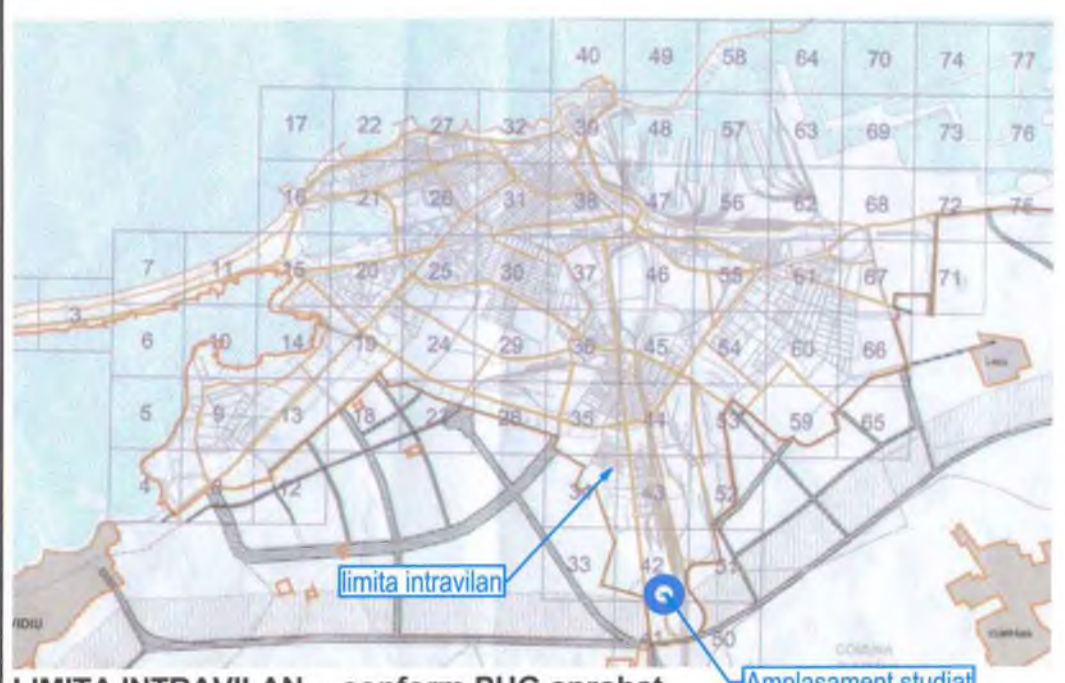 40 49 58 64 70 74 77
17 22 27 32 39 48 57 63 69 73 76
16 21 26 31 38 47 56 62 68 72 75
7 11 15 20 25 30 37 46 55 61 67 71
3
6 10 14 19 24 29 36 45 54 60 66
5 9 13 18 23 28 35 44 53 59 65
4 8 12 34 43 52
limita intravilan
33 42 51
41 50
COMUNA
Amplasament studiat
LIMITA INTRAVILAN conform PUG aprobat